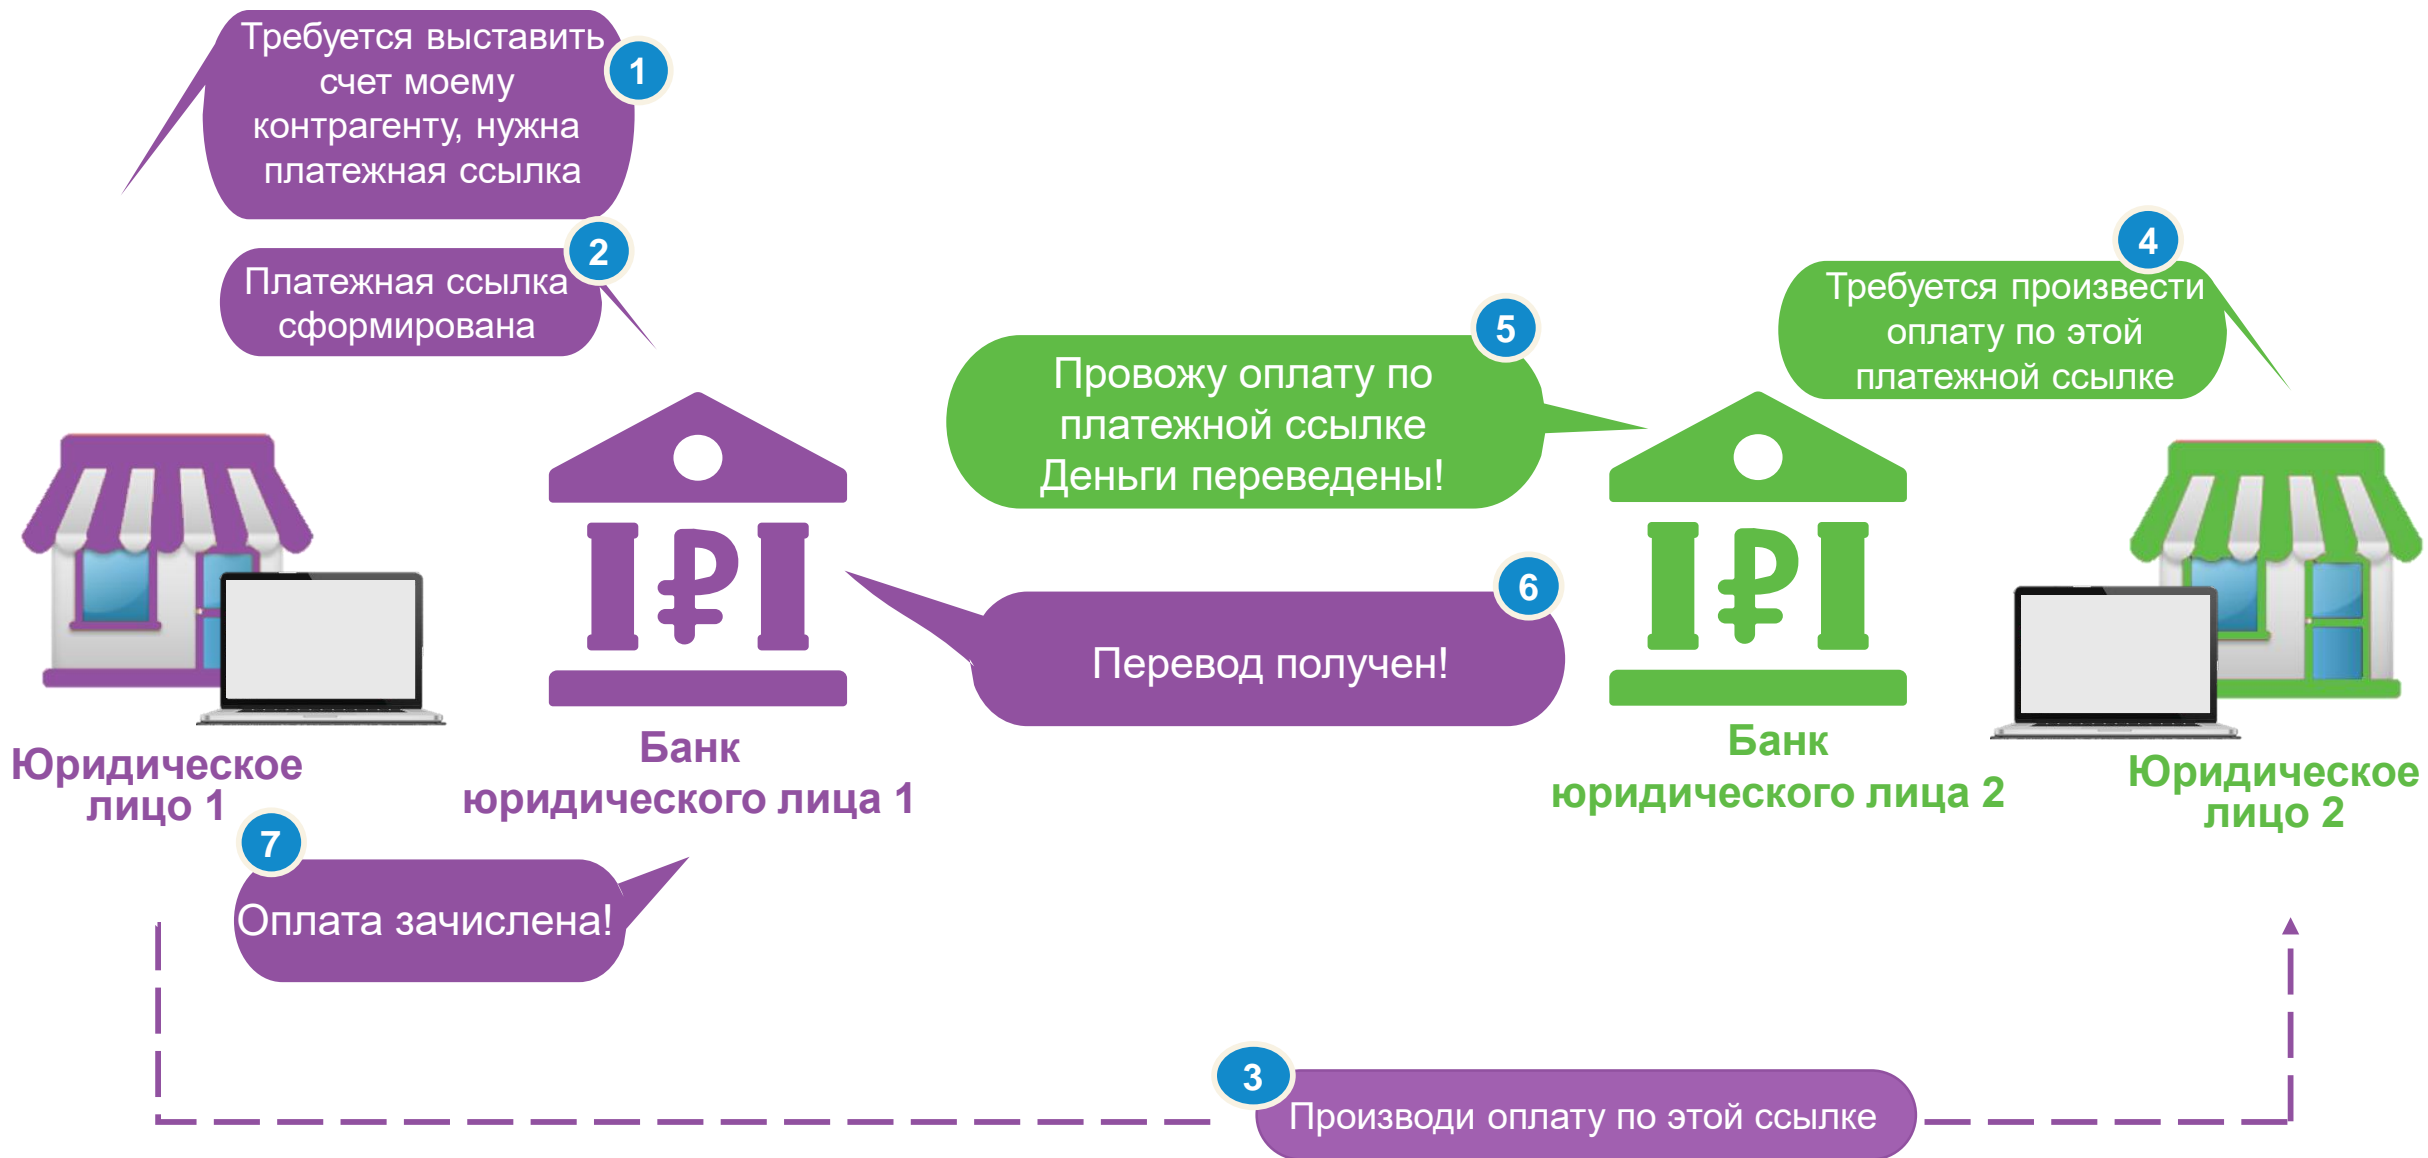 Требуется выставить
счет моему
контрагенту, нужна
платежная ссылка
1
Платежная ссылка
сформирована
2
4
Требуется произвести
оплату по этой
платежной ссылке
5
Провожу оплату по
платежной ссылке
Деньги переведены!
6
Перевод получен!
Юридическое
лицо 1
Банк
юридического лица 1
Банк
юридического лица 2
Юридическое
лицо 2
7
Оплата зачислена!
3
Производи оплату по этой ссылке